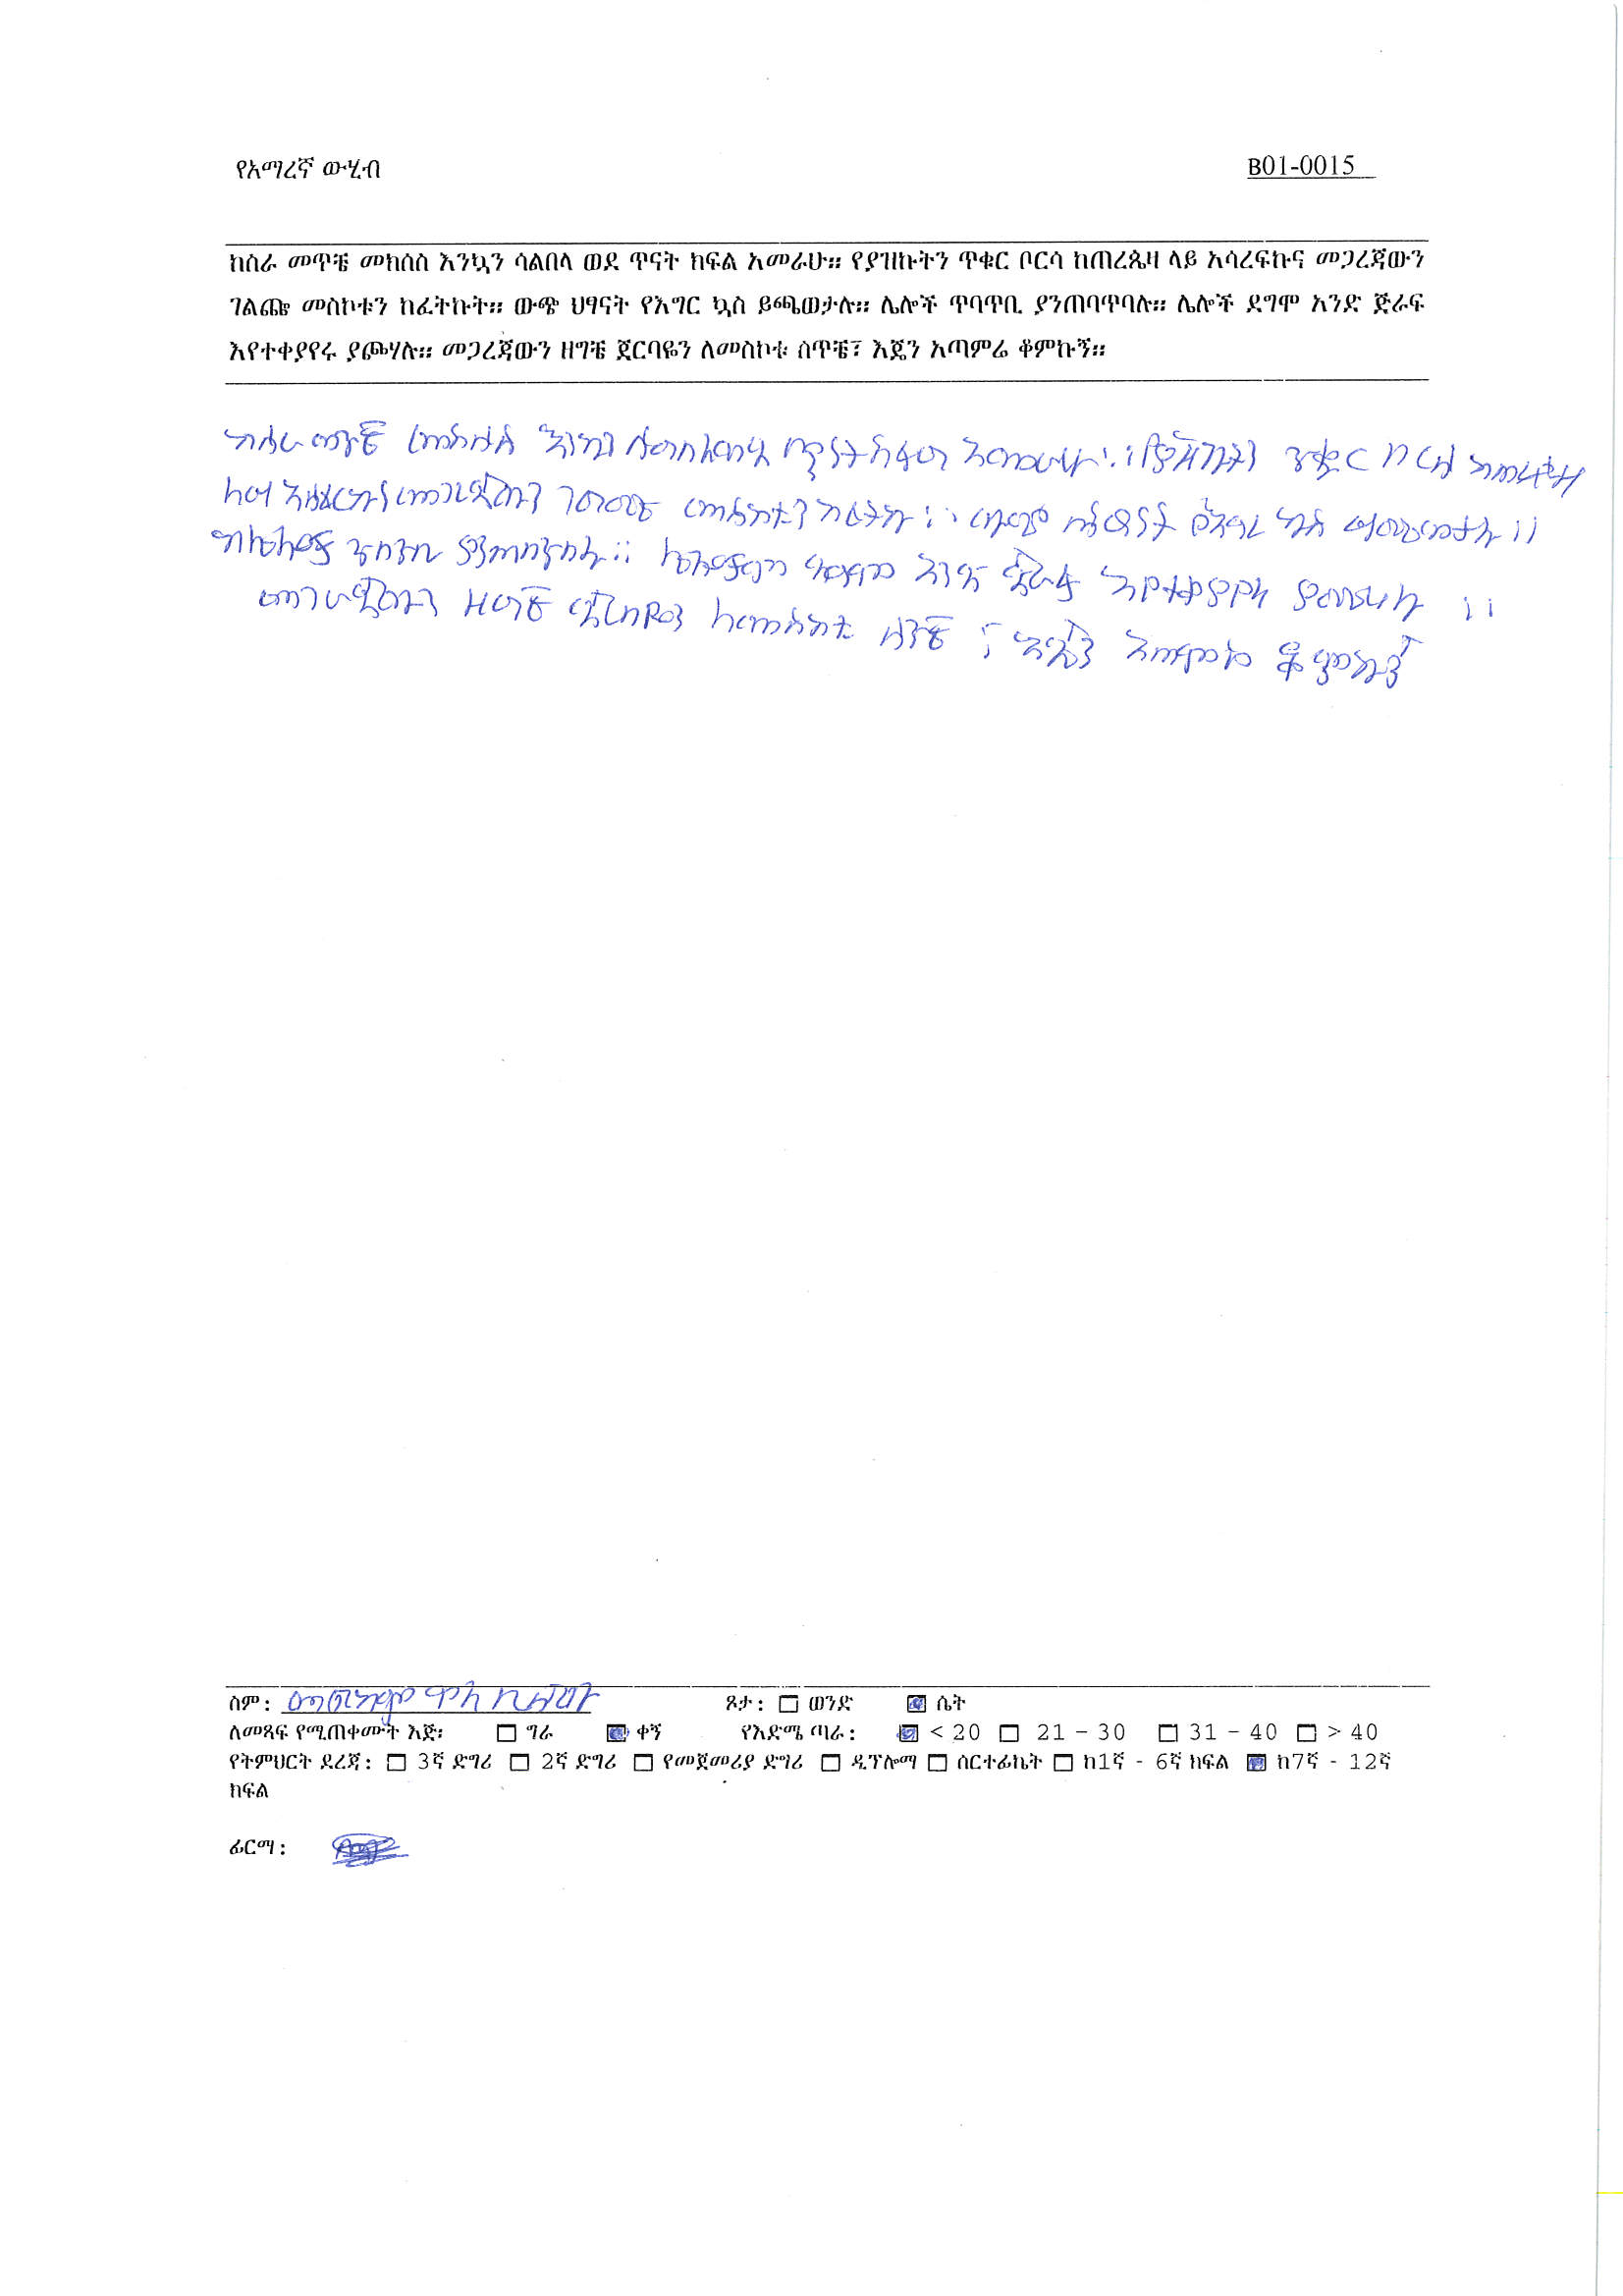 የአማረኛ ውሂብ B01-0015
ከስራ መጥቼ መክሰስ እንኳን ሳልበላ ወደ ጥናት ክፍል አመራሁ። የያዝኩትን ጥቁር ቦርሳ ከጠረጴዛ ላይ አሳረፍኩና መጋረጃውን
ገልጬ መስኮቱን ከፈትኩት። ውጭ ህፃናት የእግር ኳስ ይጫወታሉ። ሌሎች ጥባጥቢ ያንጠባጥባሉ። ሌሎች ደግሞ አንድ ጅራፍ
እየተቀያየሩ ያጮሃሉ። መጋረጃውን ዘግቼ ጀርባዬን ለመስኮቱ ሰጥቼ፣ እጄን አጣምሬ ቆምኩኝ።
ከስራ መጥቼ መክሰስ እንኳን ሳልበላ ወደ ጥናት ክፍል አመራሁ። የያዝኩትን ጥቁር ቦርሳ ከጠረጴዛ
ላይ አሳረፍኩና መጋረጃውን ገልጬ መስኮቱን ከፈትኩ። ውጭ ህፃናት የእግር ኳስ ይጫወታሉ።
ሌሎች ጥባጥቢ ያንጠባጥባሉ። ሌሎች ደግሞ አንድ ጅራፍ እየተቀያየሩ ያጮሃሉ።
መጋረጃውን ዘግቼ ጀርባዬን ለመስኮቱ ሰጥቼ ፣ እጄን አጣምሬ ቆምኩኝ
ስም: ጾታ: ወንድ ሴት
ለመጻፍ የሚጠቀሙት እጅ: ግራ ቀኝ የእድሜ ጣራ: < 20 21 - 30 31 - 40 > 40
የትምህርት ደረጃ: 3ኛ ድግሪ 2ኛ ድግሪ የመጀመሪያ ድግሪ ዲፕሎማ ሰርተፊኬት ከ1ኛ - 6ኛ ክፍል ከ7ኛ - 12ኛ
ክፍል
ፊርማ: